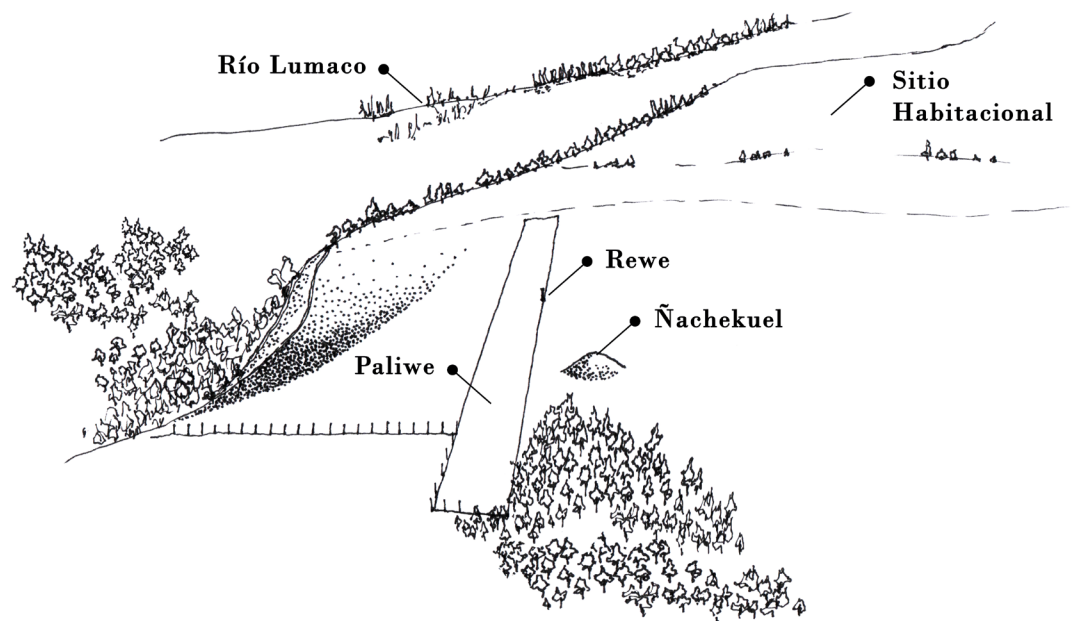 Río Lumaco
Sitio
Habitacional
Rewe
Ñachekuel
Paliwe